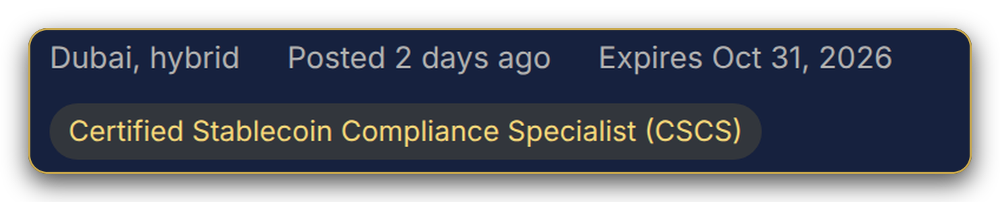 Dubai, hybrid Posted 2 days ago Expires Oct 31, 2026
Certified Stablecoin Compliance Specialist (CSCS)